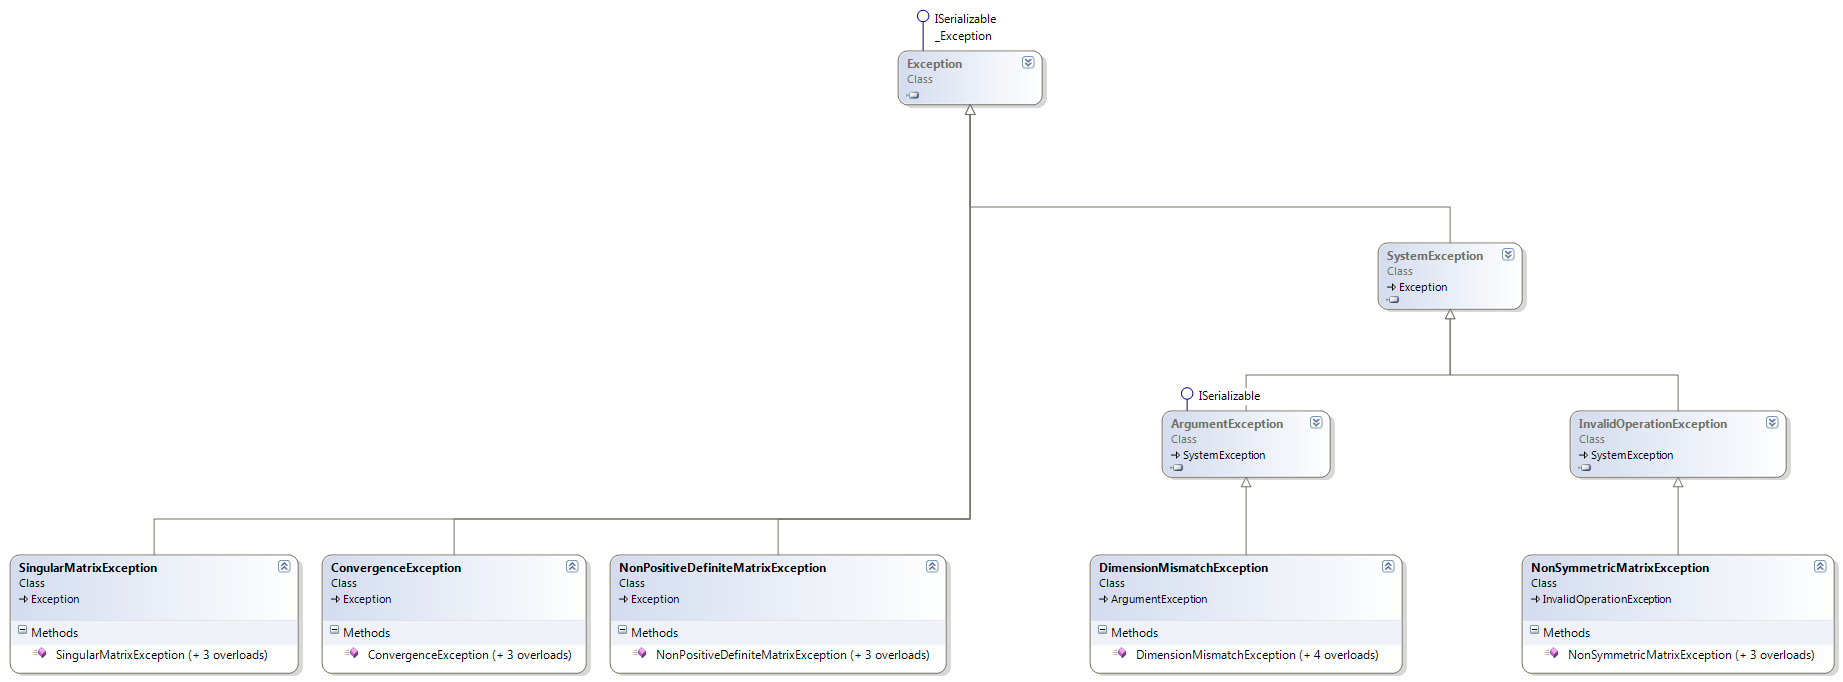 ISerializable
_Exception
Exception
Class
SystemException
Class
Exception
ISerializable
ArgumentException
Class
SystemException
InvalidOperationException
Class
SystemException
SingularMatrixException
Class
Exception
Methods
SingularMatrixException (+ 3 overloads)
ConvergenceException
Class
Exception
Methods
ConvergenceException (+ 3 overloads)
NonPositiveDefiniteMatrixException
Class
Exception
Methods
NonPositiveDefiniteMatrixException (+ 3 overloads)
DimensionMismatchException
Class
ArgumentException
Methods
DimensionMismatchException (+ 4 overloads)
NonSymmetricMatrixException
Class
InvalidOperationException
Methods
NonSymmetricMatrixException (+ 3 overloads)